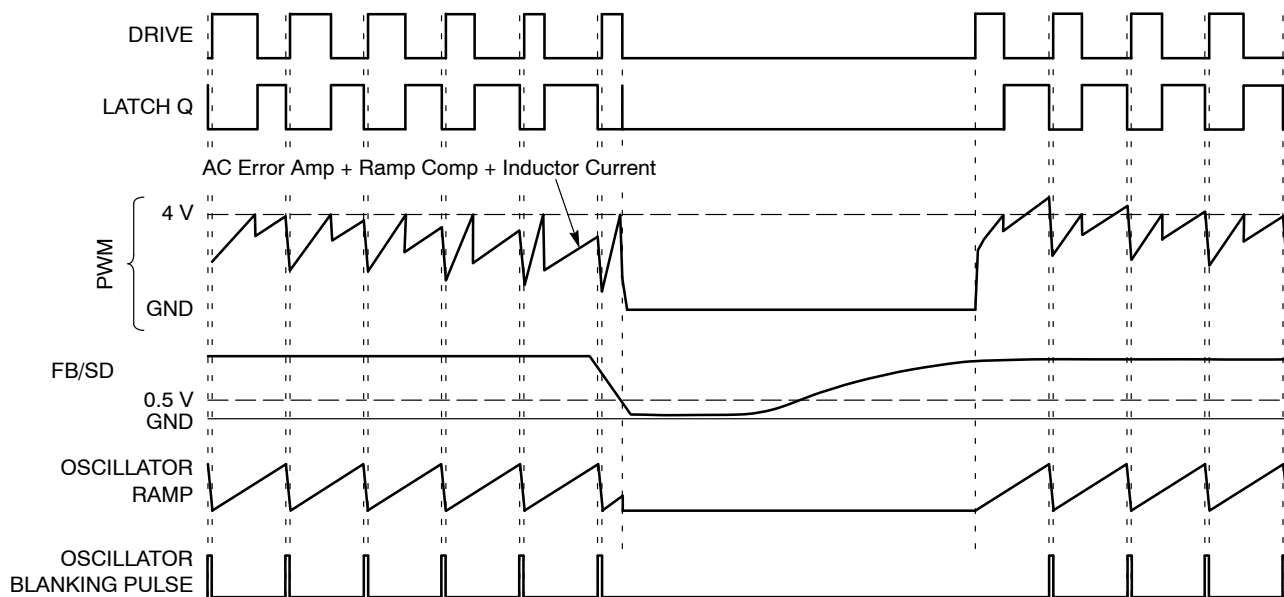 DRIVE
LATCH Q
AC Error Amp + Ramp Comp + Inductor Current
4 V
PWM
GND
FB/SD
0.5 V
GND
OSCILLATOR
RAMP
OSCILLATOR
BLANKING PULSE